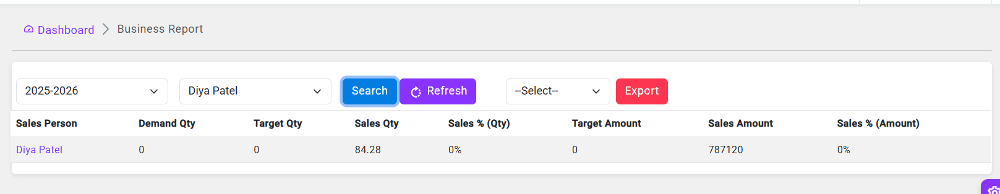 Dashboard > Business Report
2025-2026 Diya Patel Search Refresh --Select-- Export
Sales Person Demand Qty Target Qty Sales Qty Sales % (Qty) Target Amount Sales Amount Sales % (Amount)
Diya Patel 0 0 84.28 0% 0 787120 0%